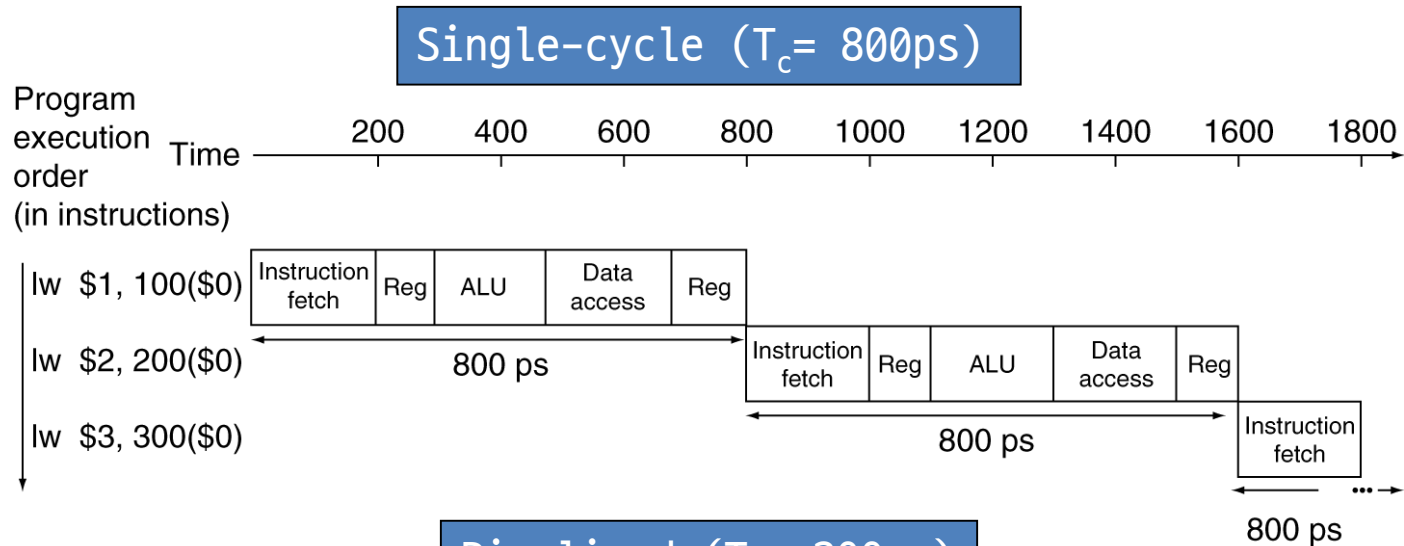 Single-cycle (Tc= 800ps)
Program
execution
order
(in instructions)
Time
200 400 600 800 1000 1200 1400 1600 1800
lw $1, 100($0)
Instruction
fetch
Reg
ALU
Data
access
Reg
800 ps
lw $2, 200($0)
Instruction
fetch
Reg
ALU
Data
access
Reg
800 ps
lw $3, 300($0)
Instruction
fetch
...
800 ps